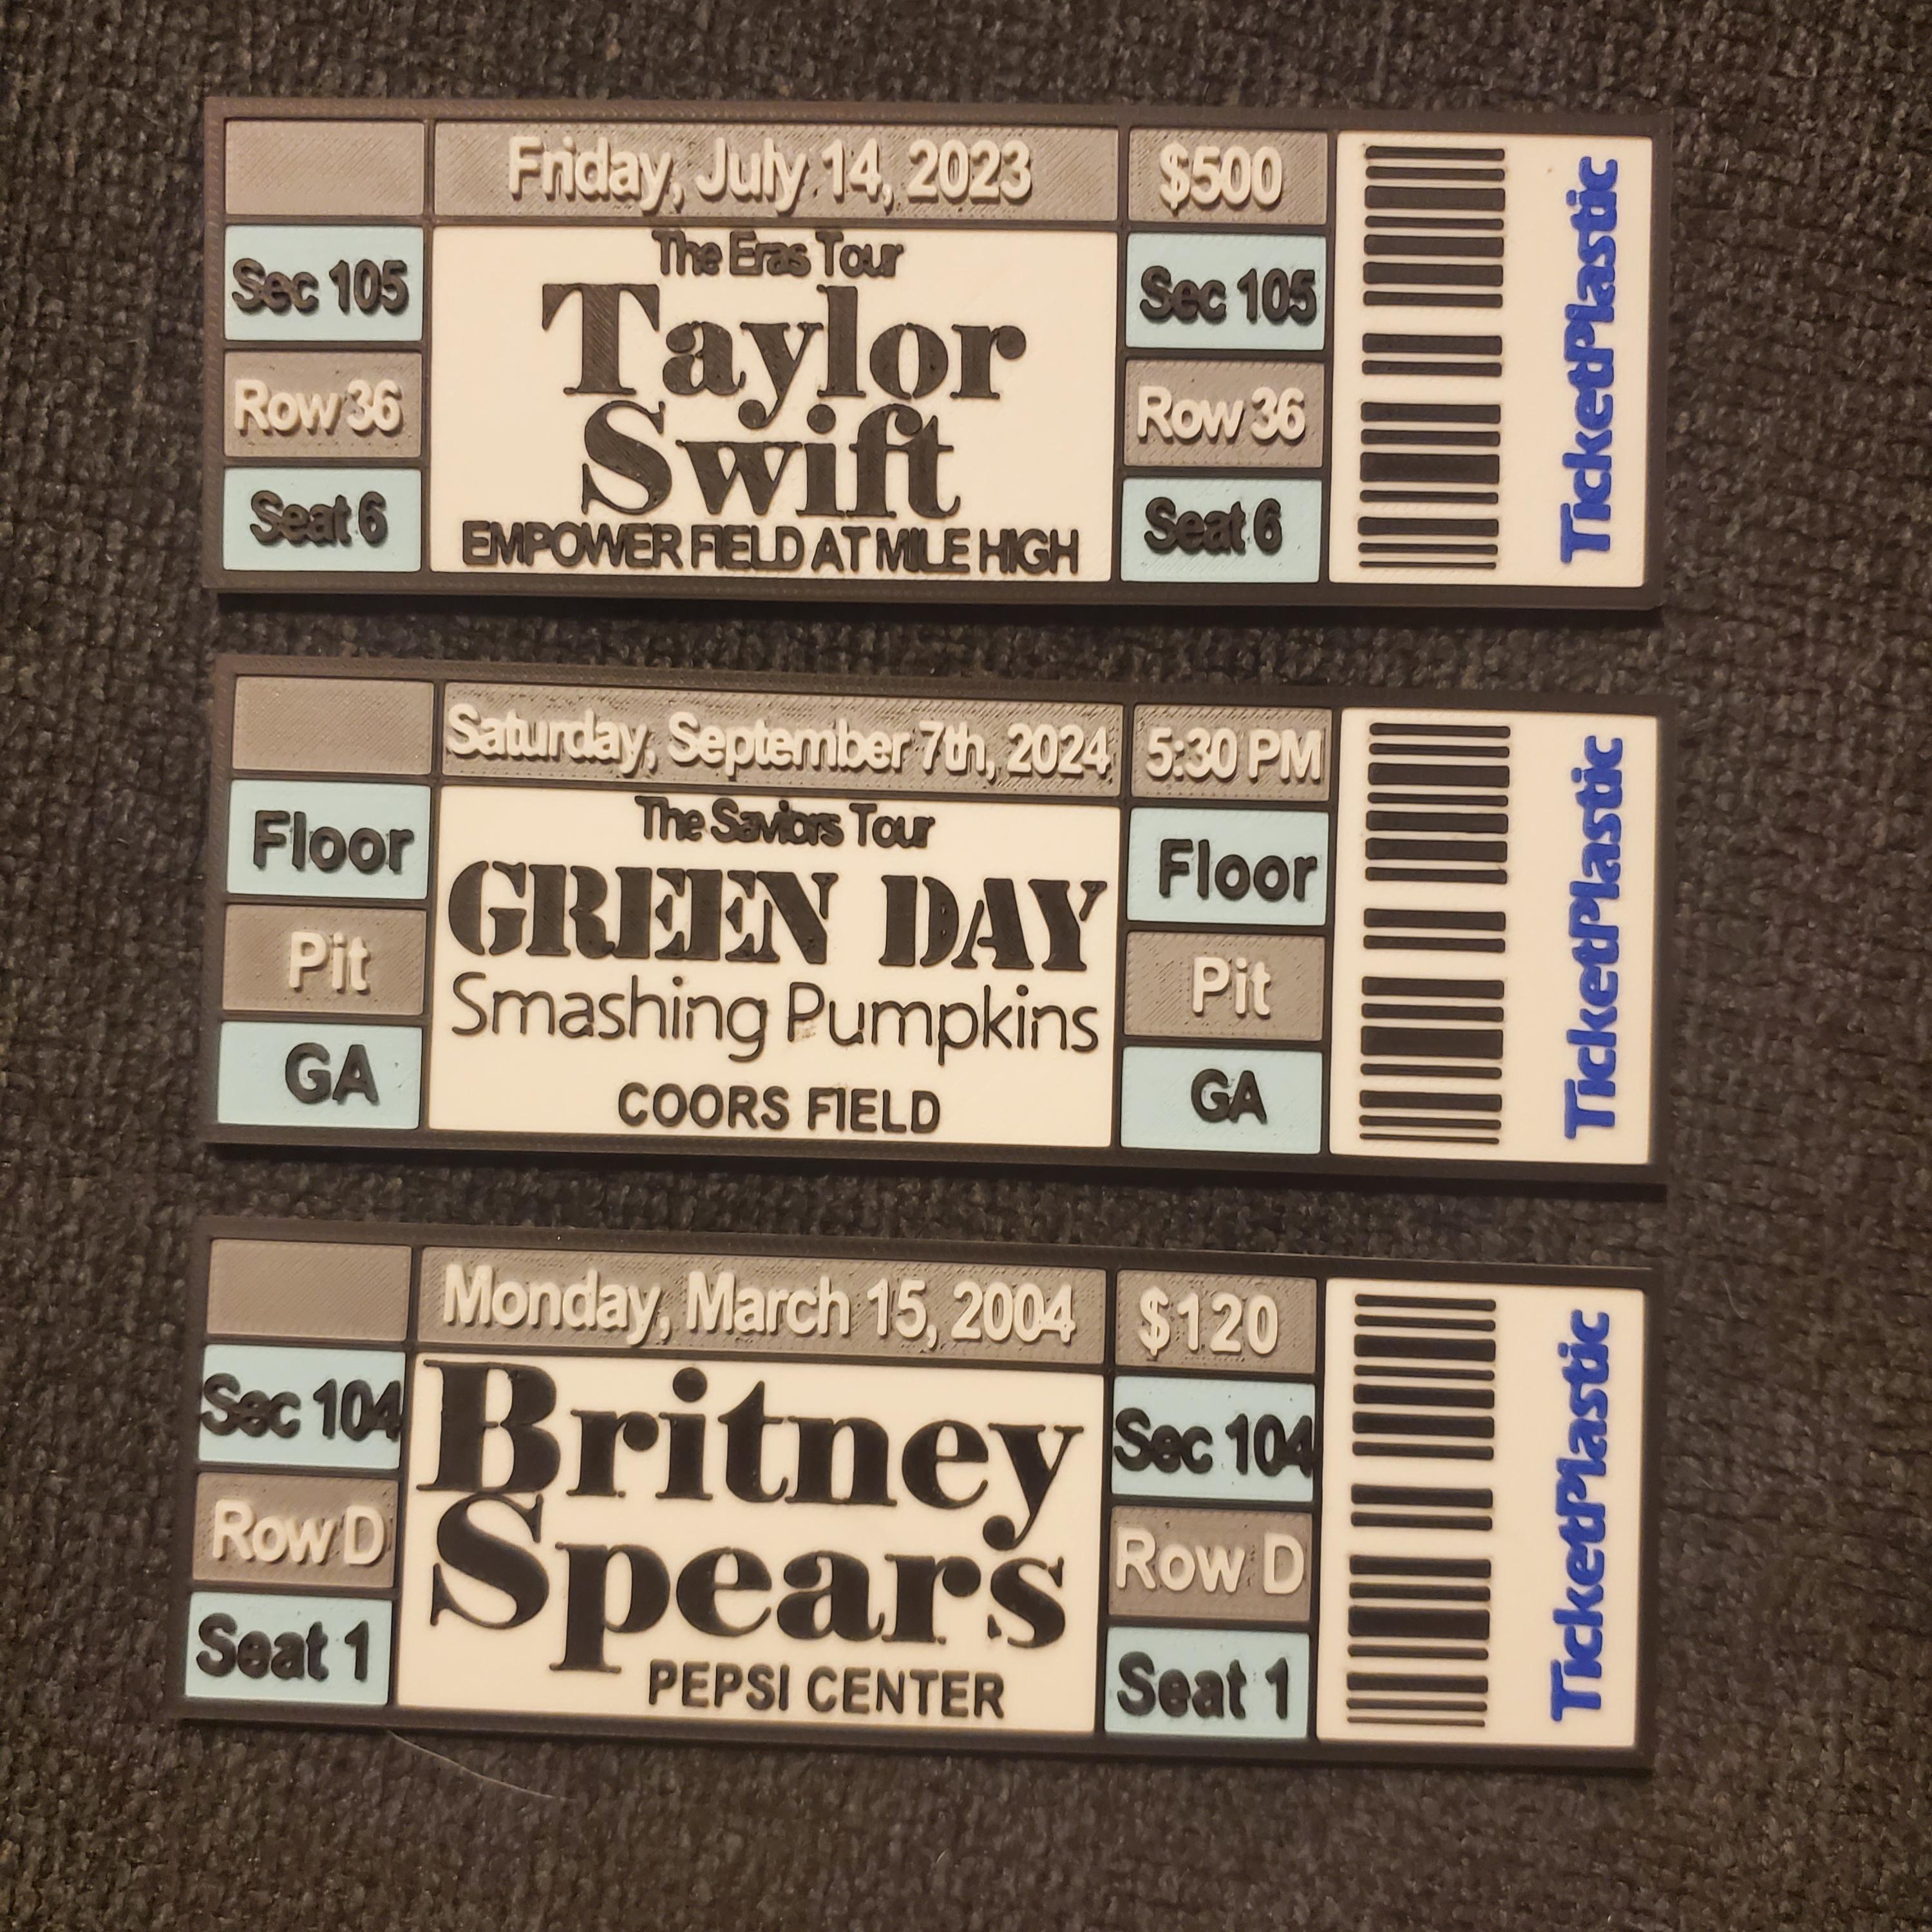 Friday, July 14, 2023
$500
Sec 105
The Eras Tour
Sec 105
Taylor
Swift
Row 36
Row 36
Seat 6
EMPOWER FIELD AT MILE HIGH
Seat 6
TicketPlastic
Saturday, September 7th, 2024
5:30 PM
Floor
The Saviors Tour
Floor
GREEN DAY
Pit
Smashing Pumpkins
Pit
GA
COORS FIELD
GA
TicketPlastic
Monday, March 15, 2004
$120
Sec 104
Britney
Sec 104
Row D
Spears
Row D
Seat 1
PEPSI CENTER
Seat 1
TicketPlastic